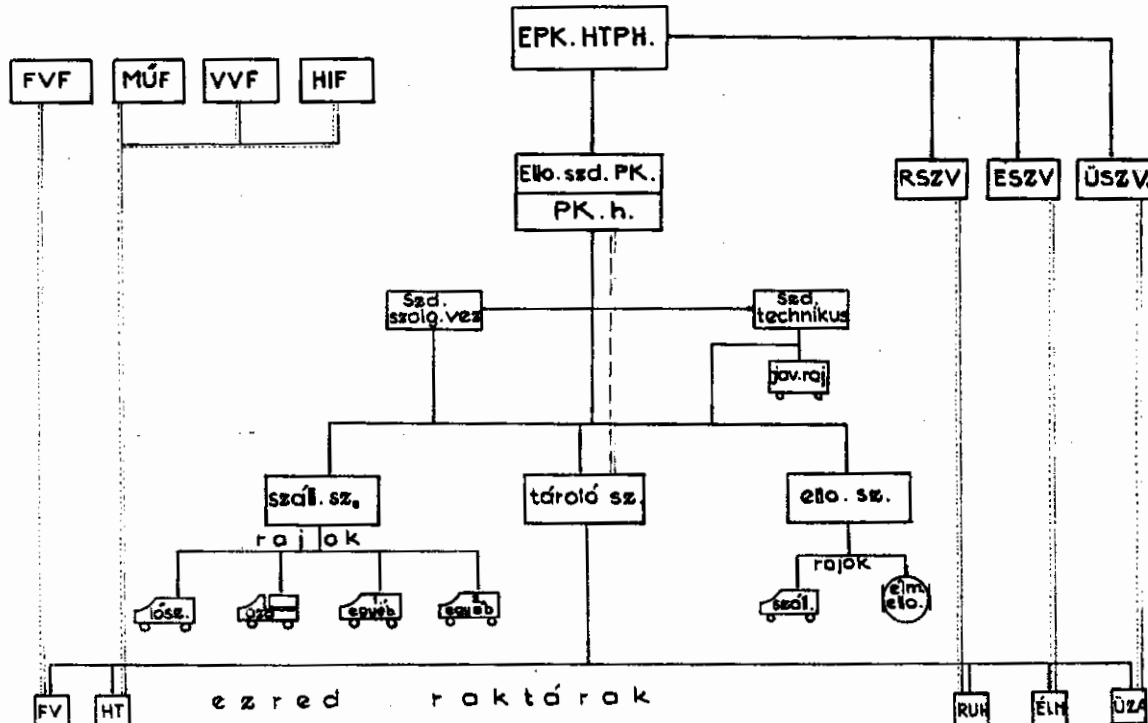 EPK. HTPH.
FVF MŰF VVF HIF
Ello. szd. PK.
PK. h.
RSZV ESZV ÜSZV.
Szd.
szolg. vez
Szd.
technikus
jav. raj
száll. sz.
tároló sz.
ello. sz.
rajok
rajok
lősz.
üza
1.
egyéb
2.
egyéb
száll.
élm.
ello.
FV HT ezred raktárak RUH ÉLM ÜZA